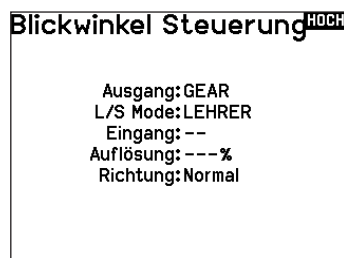 Blickwinkel Steuerung HOCH
Ausgang: GEAR
L/S Mode: LEHRER
Eingang: --
Auflösung: ---%
Richtung: Normal